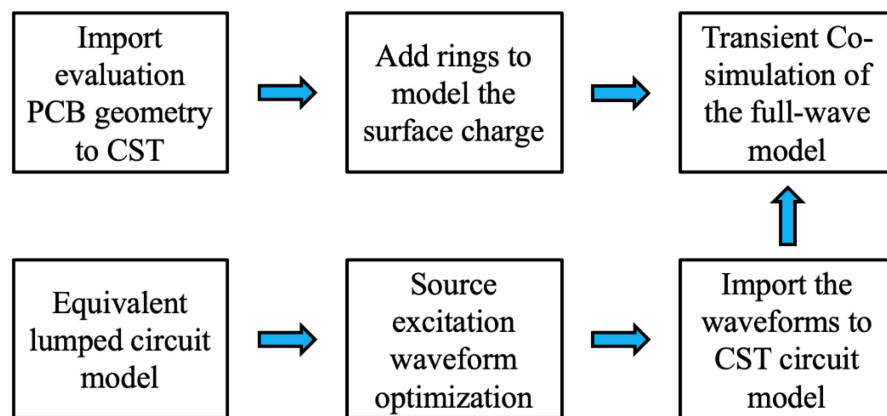 Import
evaluation
PCB geometry
to CST
Add rings to
model the
surface charge
Transient Co-
simulation of
the full-wave
model
Equivalent
lumped circuit
model
Source
excitation
waveform
optimization
Import the
waveforms to
CST circuit
model